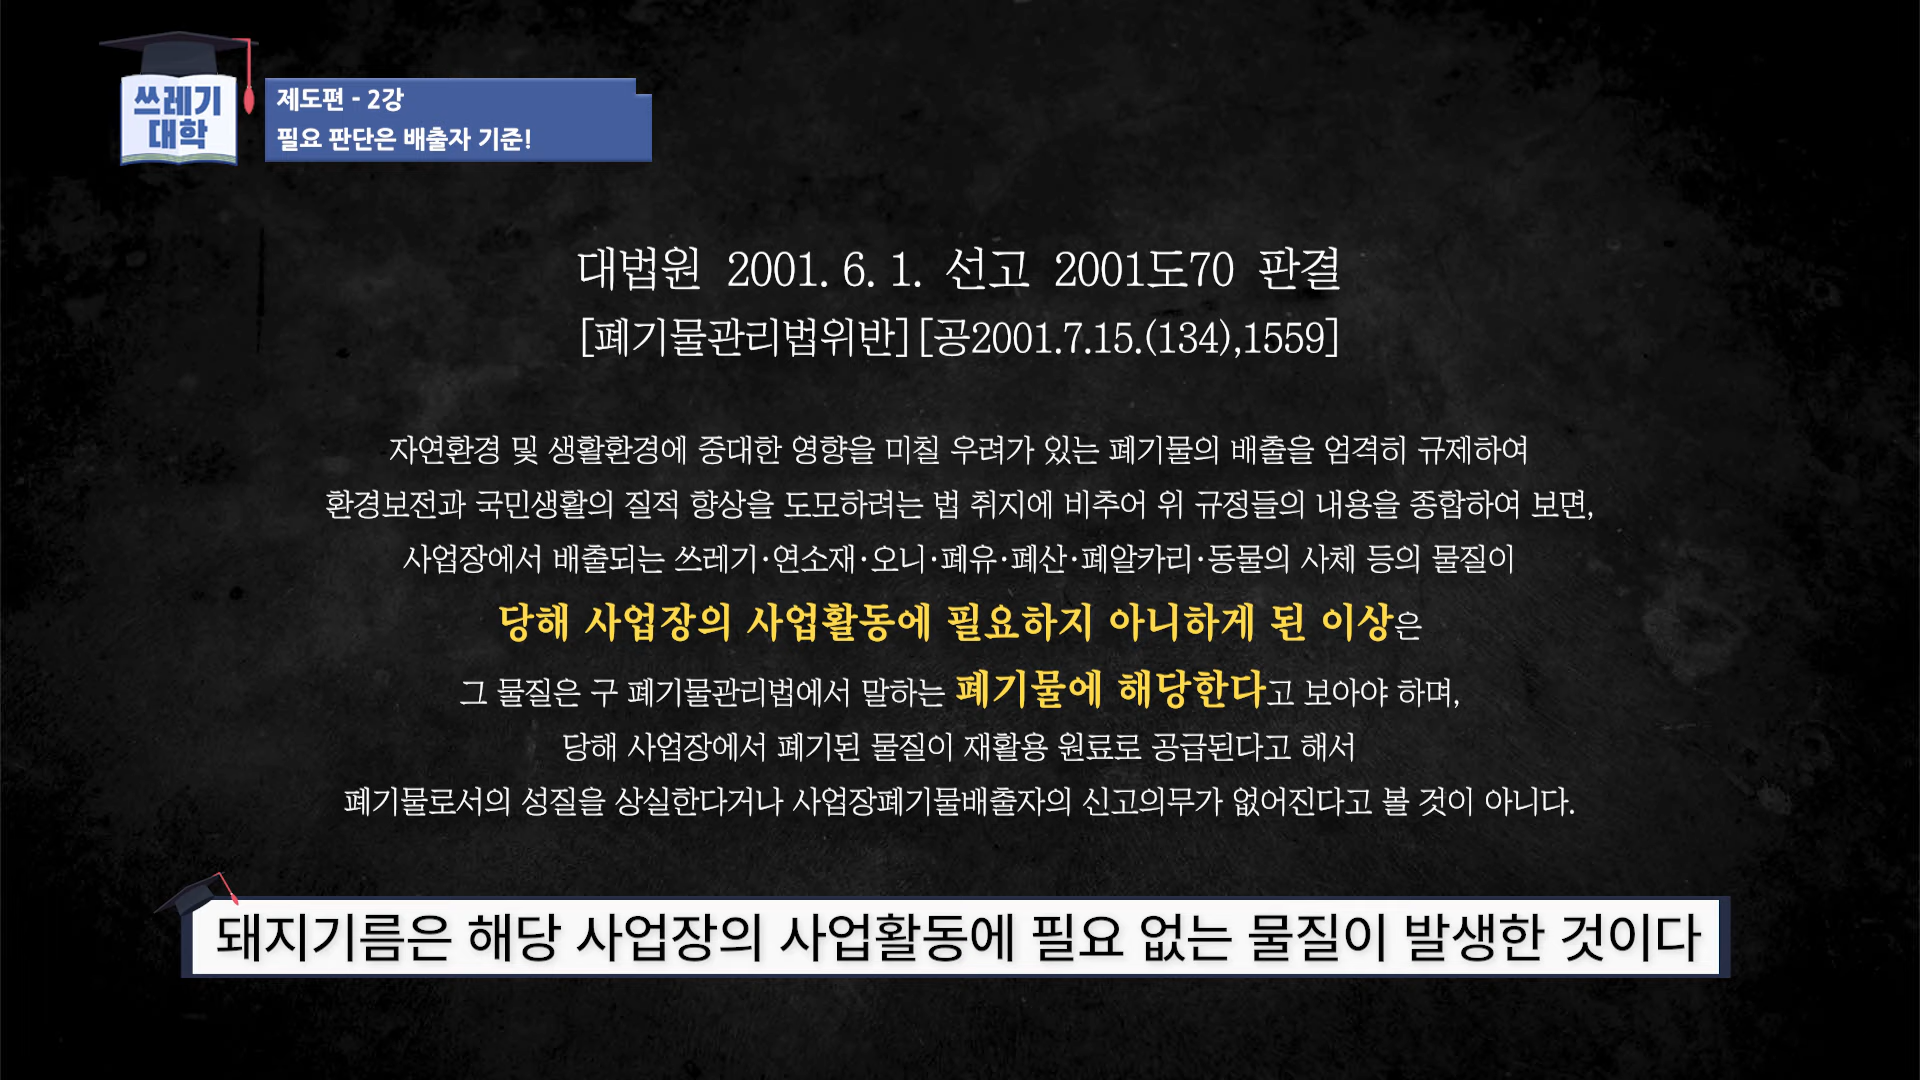 쓰레기
대학
제도편 - 2강
필요 판단은 배출자 기준!
대법원 2001. 6. 1. 선고 2001도70 판결
[폐기물관리법위반][공2001.7.15.(134),1559]
자연환경 및 생활환경에 중대한 영향을 미칠 우려가 있는 폐기물의 배출을 엄격히 규제하여
환경보전과 국민생활의 질적 향상을 도모하려는 법 취지에 비추어 위 규정들의 내용을 종합하여 보면,
사업장에서 배출되는 쓰레기·연소재·오니·폐유·폐산·폐알카리·동물의 사체 등의 물질이
당해 사업장의 사업활동에 필요하지 아니하게 된 이상은
그 물질은 구 폐기물관리법에서 말하는 폐기물에 해당한다고 보아야 하며,
당해 사업장에서 폐기된 물질이 재활용 원료로 공급된다고 해서
폐기물로서의 성질을 상실한다거나 사업장폐기물배출자의 신고의무가 없어진다고 볼 것이 아니다.
돼지기름은 해당 사업장의 사업활동에 필요 없는 물질이 발생한 것이다